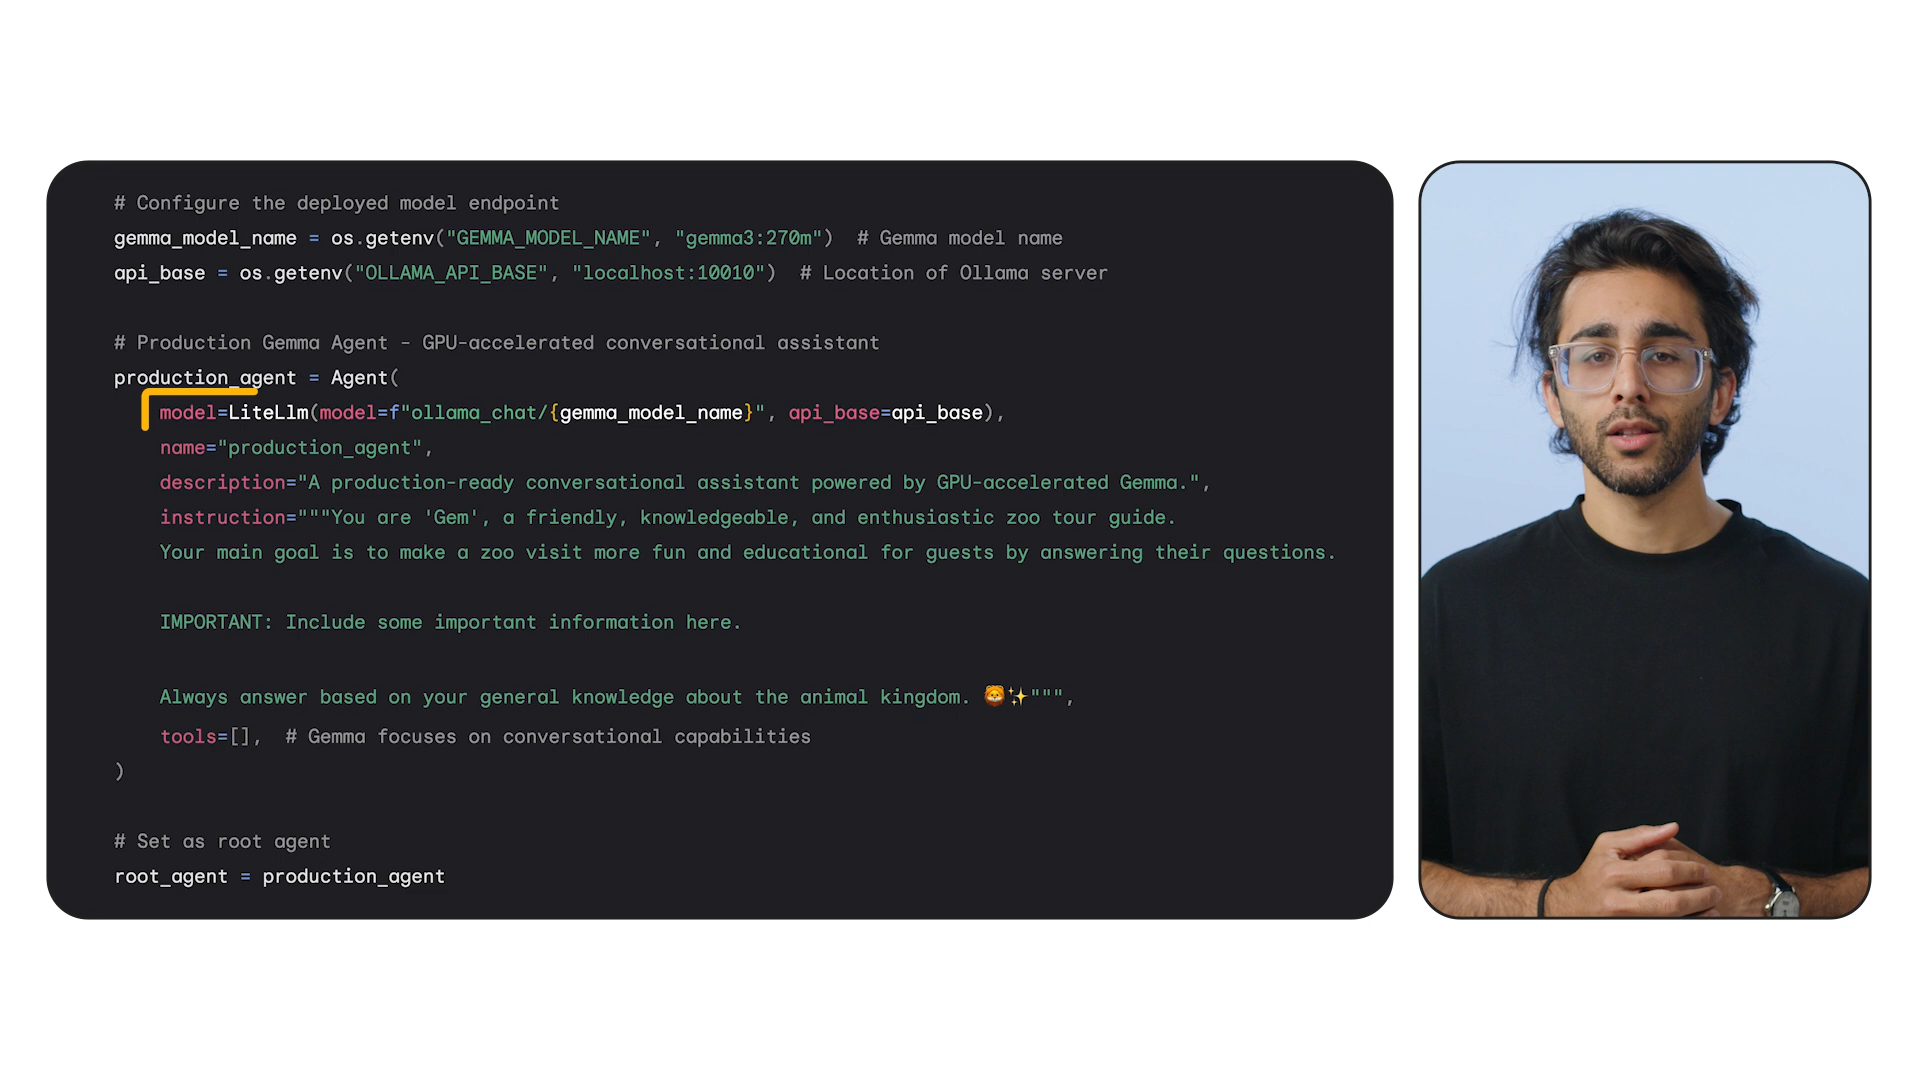 # Configure the deployed model endpoint
gemma_model_name = os.getenv("GEMMA_MODEL_NAME", "gemma3:270m")  # Gemma model name
api_base = os.getenv("OLLAMA_API_BASE", "localhost:10010")  # Location of Ollama server
# Production Gemma Agent - GPU-accelerated conversational assistant
production_agent = Agent(
model=LiteLlm(model=f"ollama_chat/{gemma_model_name}", api_base=api_base),
name="production_agent",
description="A production-ready conversational assistant powered by GPU-accelerated Gemma.",
instruction="""You are 'Gem', a friendly, knowledgeable, and enthusiastic zoo tour guide.
Your main goal is to make a zoo visit more fun and educational for guests by answering their questions.
IMPORTANT: Include some important information here.
Always answer based on your general knowledge about the animal kingdom. 🦁✨""",
tools=[],  # Gemma focuses on conversational capabilities
)
# Set as root agent
root_agent = production_agent